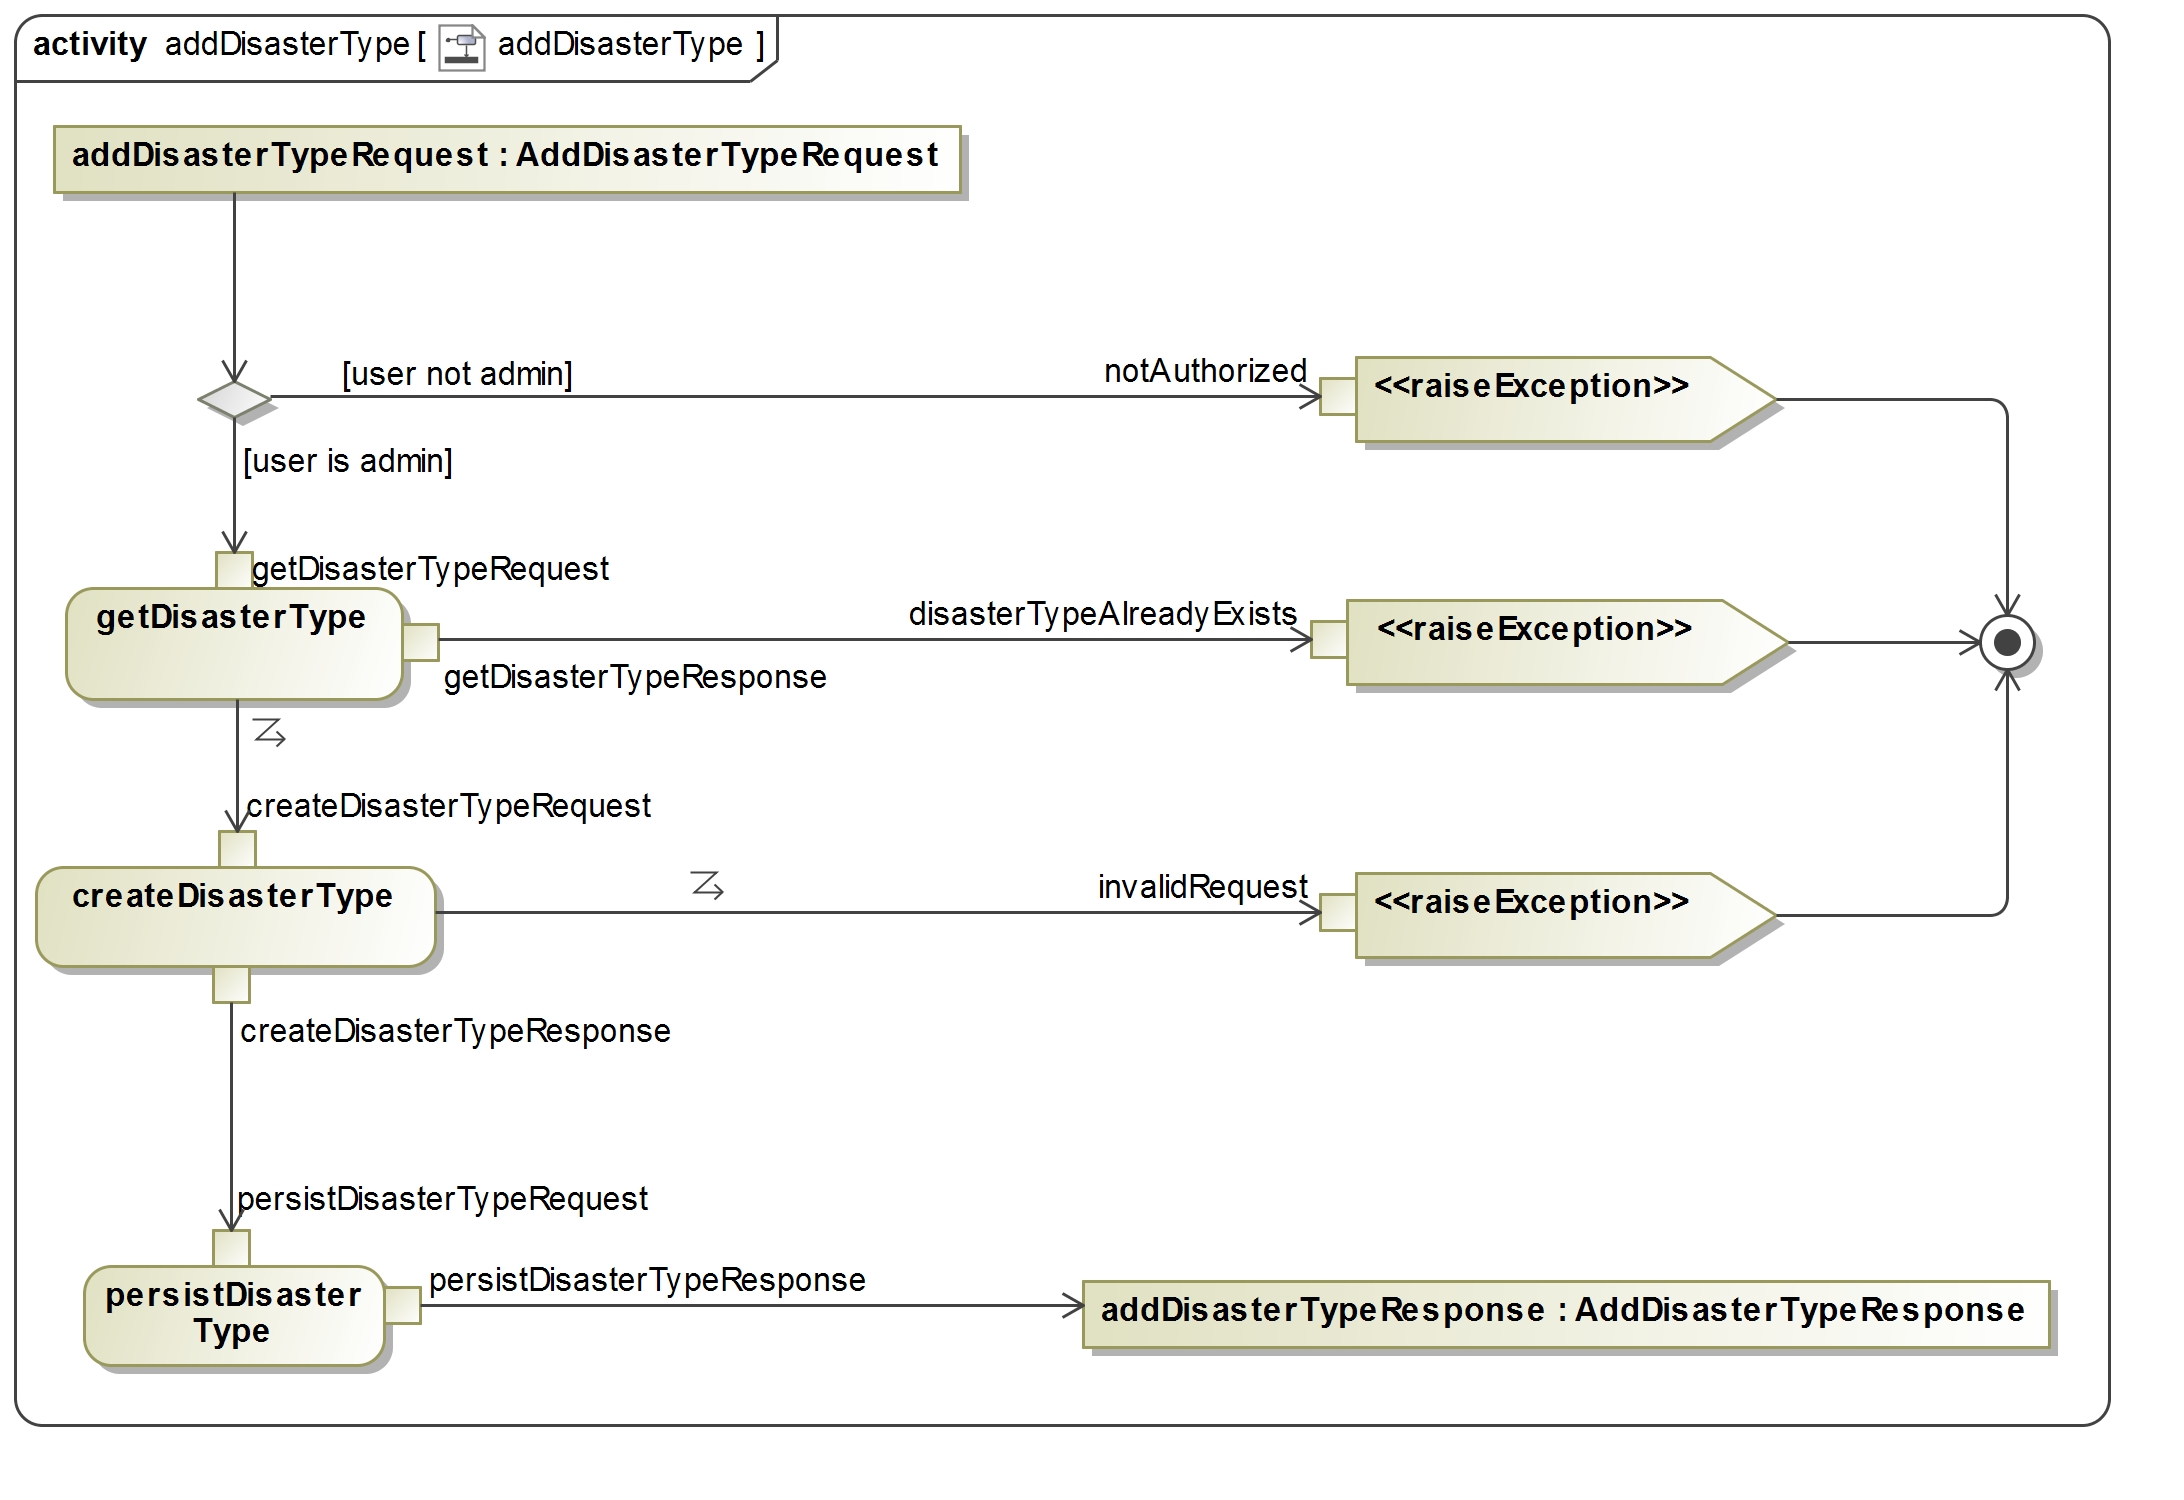 activity addDisasterType [ addDisasterType ]
addDisasterTypeRequest : AddDisasterTypeRequest
[user not admin]
notAuthorized
<<raiseException>>
[user is admin]
getDisasterTypeRequest
getDisasterType
disasterTypeAlreadyExists
<<raiseException>>
getDisasterTypeResponse
createDisasterTypeRequest
createDisasterType
invalidRequest
<<raiseException>>
createDisasterTypeResponse
persistDisasterTypeRequest
persistDisaster
Type
persistDisasterTypeResponse
addDisasterTypeResponse : AddDisasterTypeResponse